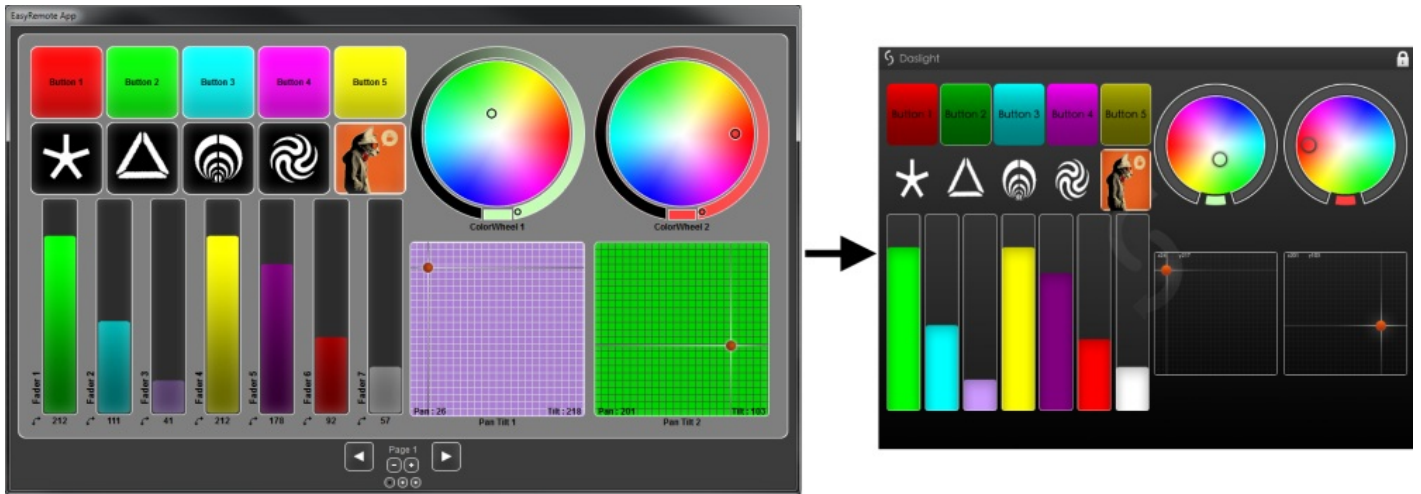 EasyRemote App
Button 1 Button 2 Button 3 Button 4 Button 5
ColorWheel 1 ColorWheel 2
Fader 1 Fader 2 Fader 3 Fader 4 Fader 5 Fader 6 Fader 7
212 111 41 212 178 92 57
Pan : 26 Tilt : 218 Pan : 201 Tilt : 103
Pan Tilt 1 Pan Tilt 2
Page 1
Daslight
Button 1 Button 2 Button 3 Button 4 Button 5